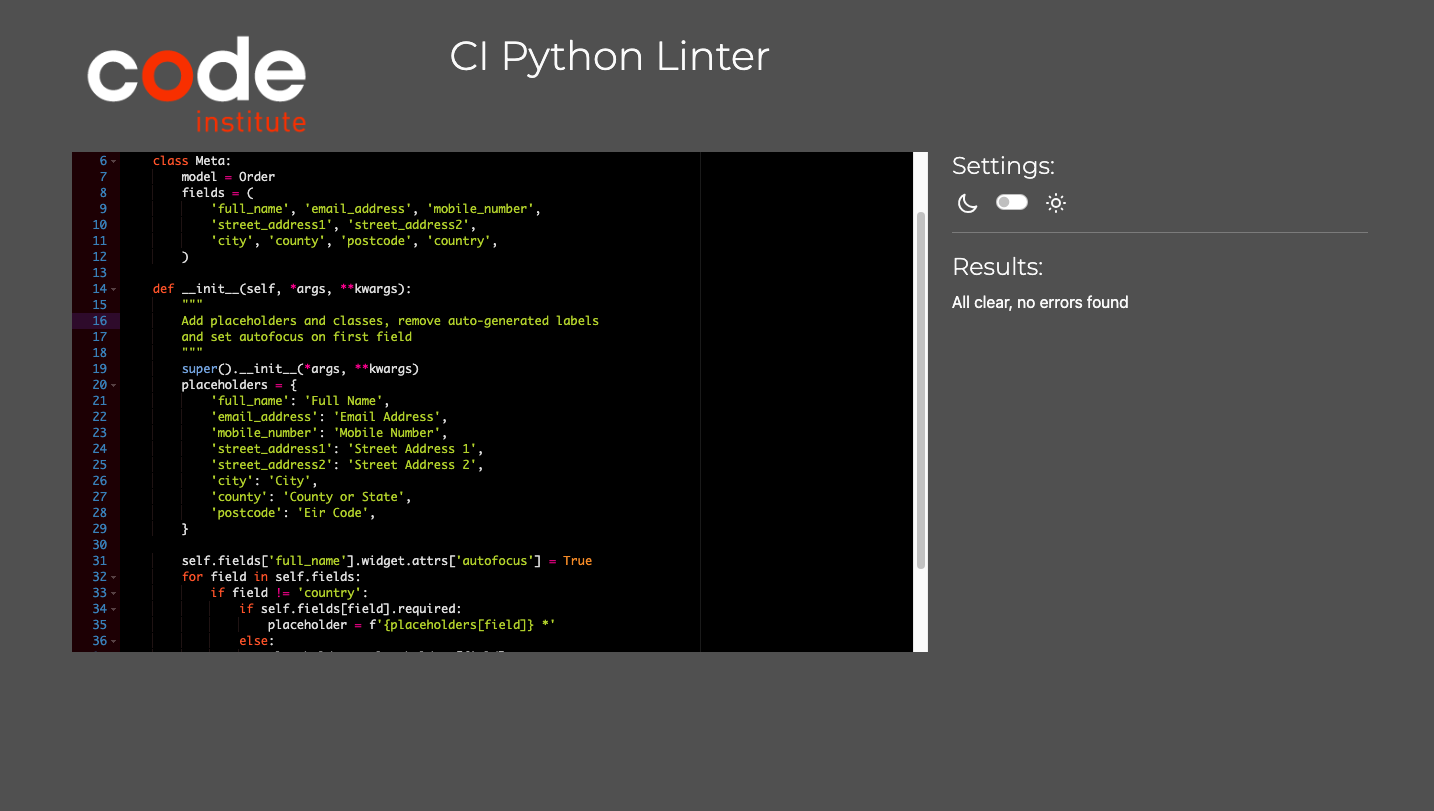 code
institute
CI Python Linter
6 class Meta:
7 model = Order
8 fields = (
9 'full_name', 'email_address', 'mobile_number',
10 'street_address1', 'street_address2',
11 'city', 'county', 'postcode', 'country',
12 )
13
14 def __init__(self, *args, **kwargs):
15 """
16 Add placeholders and classes, remove auto-generated labels
17 and set autofocus on first field
18 """
19 super().__init__(*args, **kwargs)
20 placeholders = {
21 'full_name': 'Full Name',
22 'email_address': 'Email Address',
23 'mobile_number': 'Mobile Number',
24 'street_address1': 'Street Address 1',
25 'street_address2': 'Street Address 2',
26 'city': 'City',
27 'county': 'County or State',
28 'postcode': 'Eir Code',
29 }
30
31 self.fields['full_name'].widget.attrs['autofocus'] = True
32 for field in self.fields:
33 if field != 'country':
34 if self.fields[field].required:
35 placeholder = f'{placeholders[field]} *'
36 else:
Settings:
Results:
All clear, no errors found